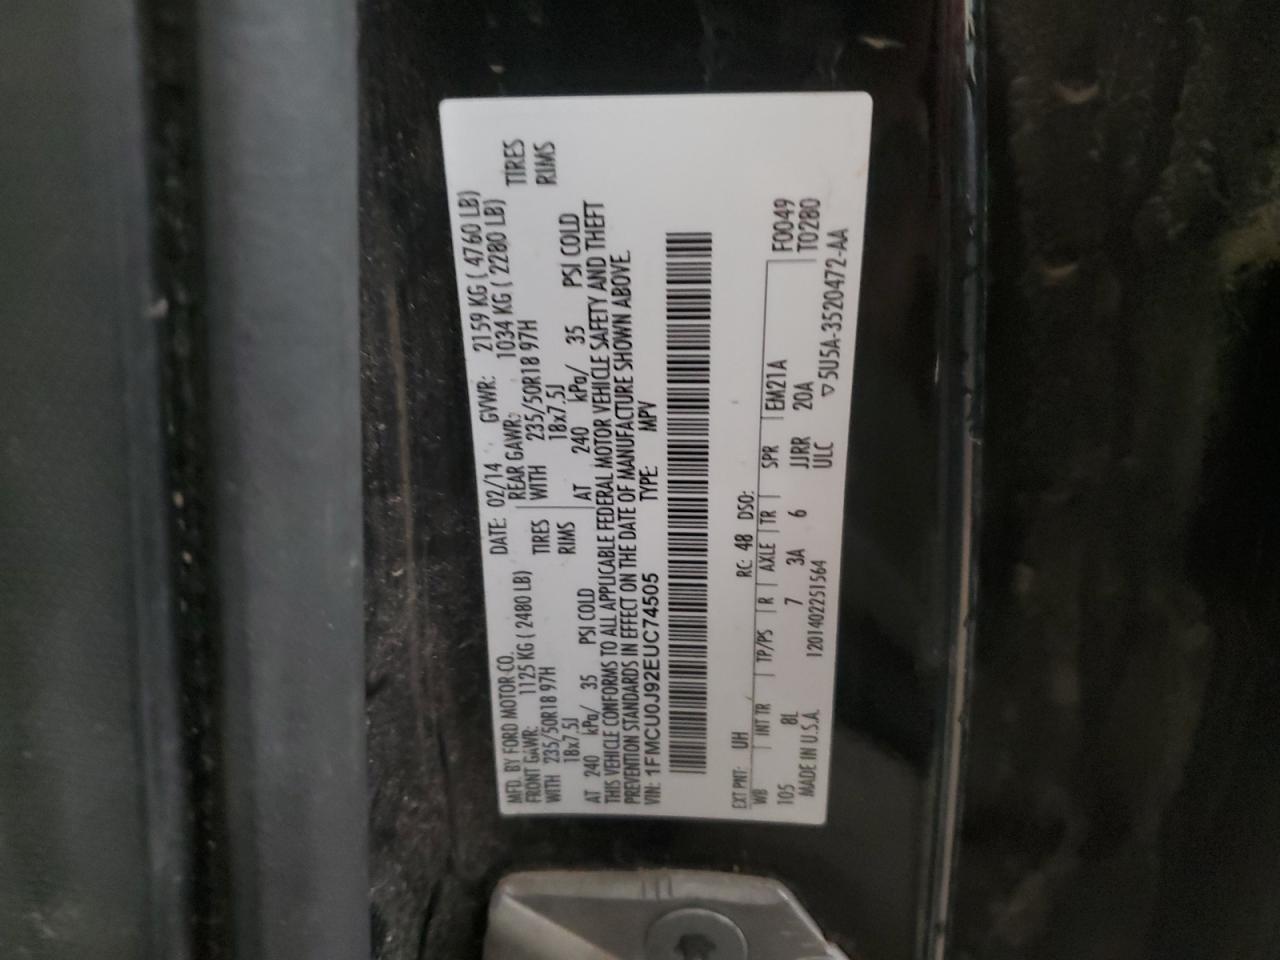 MFD. BY FORD MOTOR CO. DATE: 02/14 GVWR: 2159 KG ( 4760 LB)
FRONT GAWR: 1125 KG ( 2480 LB) REAR GAWR: 1034 KG ( 2280 LB)
WITH 235/50R18 97H TIRES WITH 235/50R18 97H TIRES
18x7.5J RIMS 18x7.5J RIMS
AT 240 kPa/ 35 PSI COLD AT 240 kPa/ 35 PSI COLD
THIS VEHICLE CONFORMS TO ALL APPLICABLE FEDERAL MOTOR VEHICLE SAFETY AND THEFT
PREVENTION STANDARDS IN EFFECT ON THE DATE OF MANUFACTURE SHOWN ABOVE.
VIN: 1FMCU0J92EUC74505 TYPE: MPV
EXT PNT: UH RC: 48 DSO:
WB INT TR TP/PS R AXLE TR SPR EM21A F0049
105 8L 7 3A 6 JJRR 20A T0280
MADE IN U.S.A. 1201402251564 ULC ▽5U5A-3520472-AA